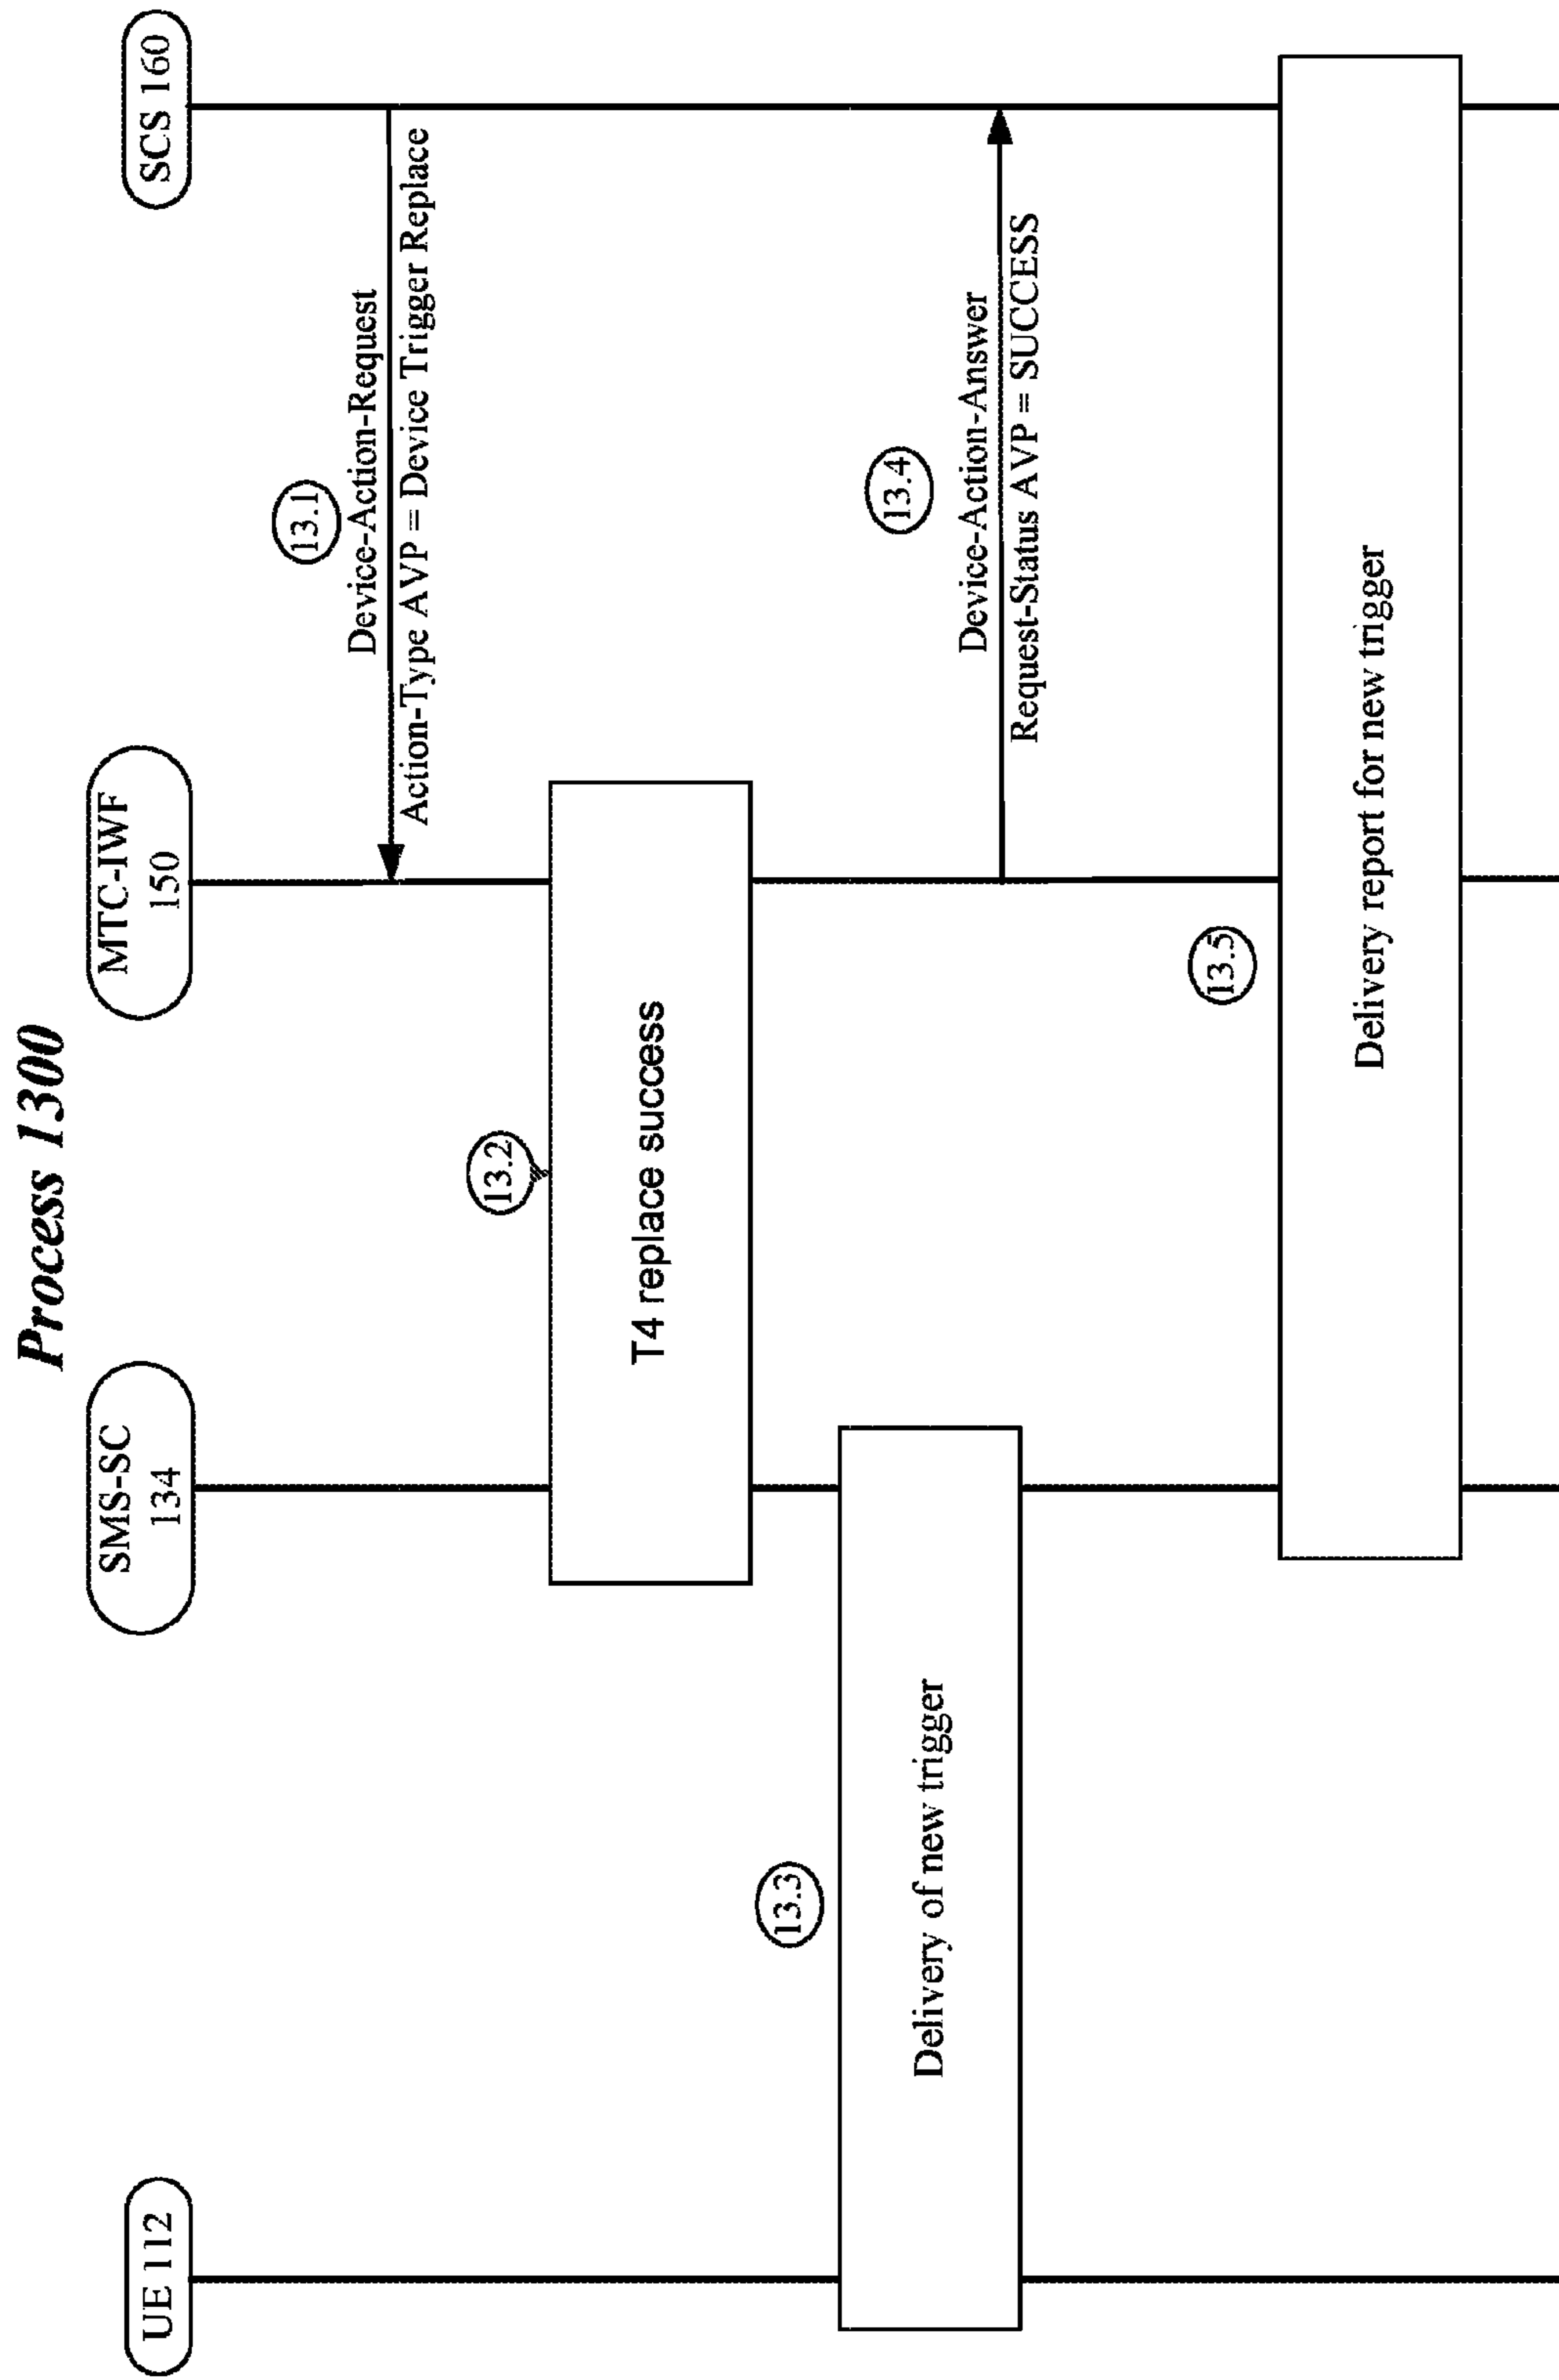 Process 1300
UE 112
SMS-SC
134
MTC-IWF
150
SCS 160
13.1
Device-Action-Request
Action-Type AVP = Device Trigger Replace
13.2
T4 replace success
13.3
Delivery of new trigger
13.4
Device-Action-Answer
Request-Status AVP = SUCCESS
13.5
Delivery report for new trigger